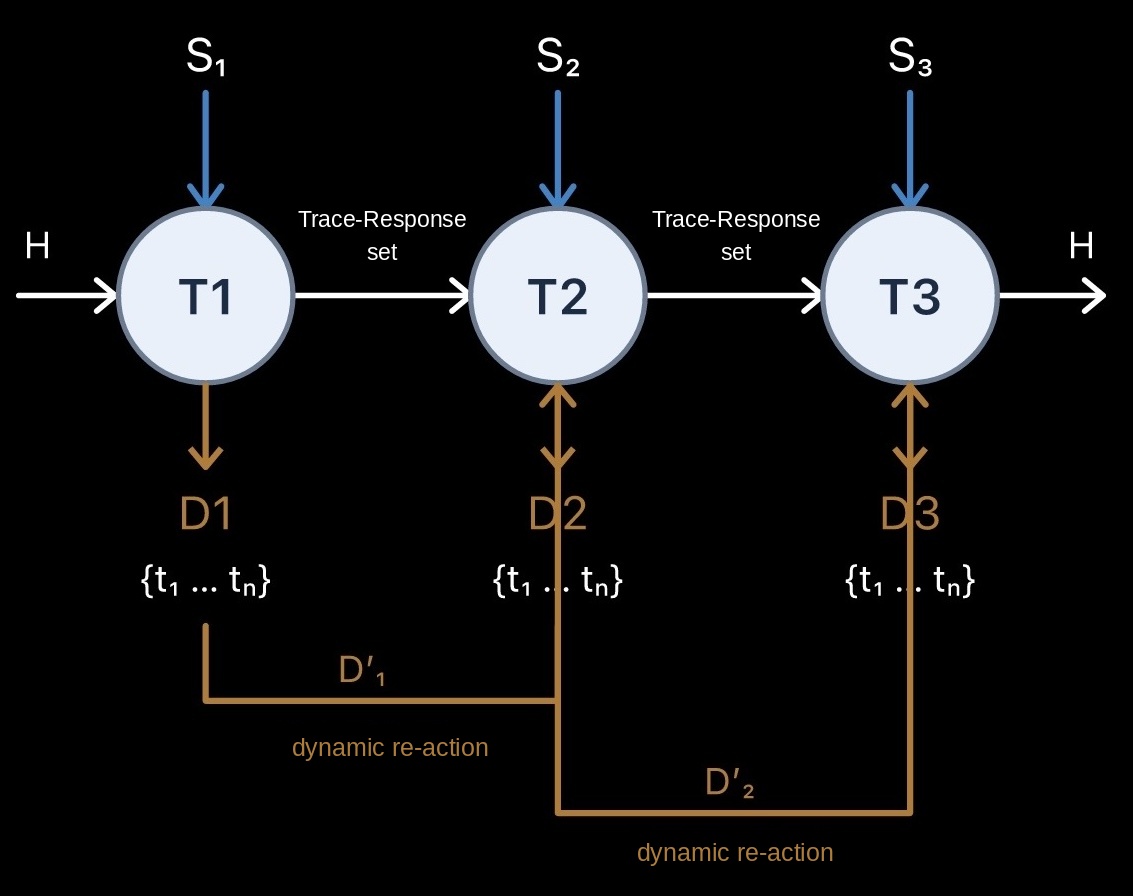 S₁
S₂
S₃
H
Trace-Response
set
Trace-Response
set
H
T1
T2
T3
D1
D2
D3
{t₁ ... tₙ}
{t₁ ... tₙ}
{t₁ ... tₙ}
D′₁
dynamic re-action
D′₂
dynamic re-action